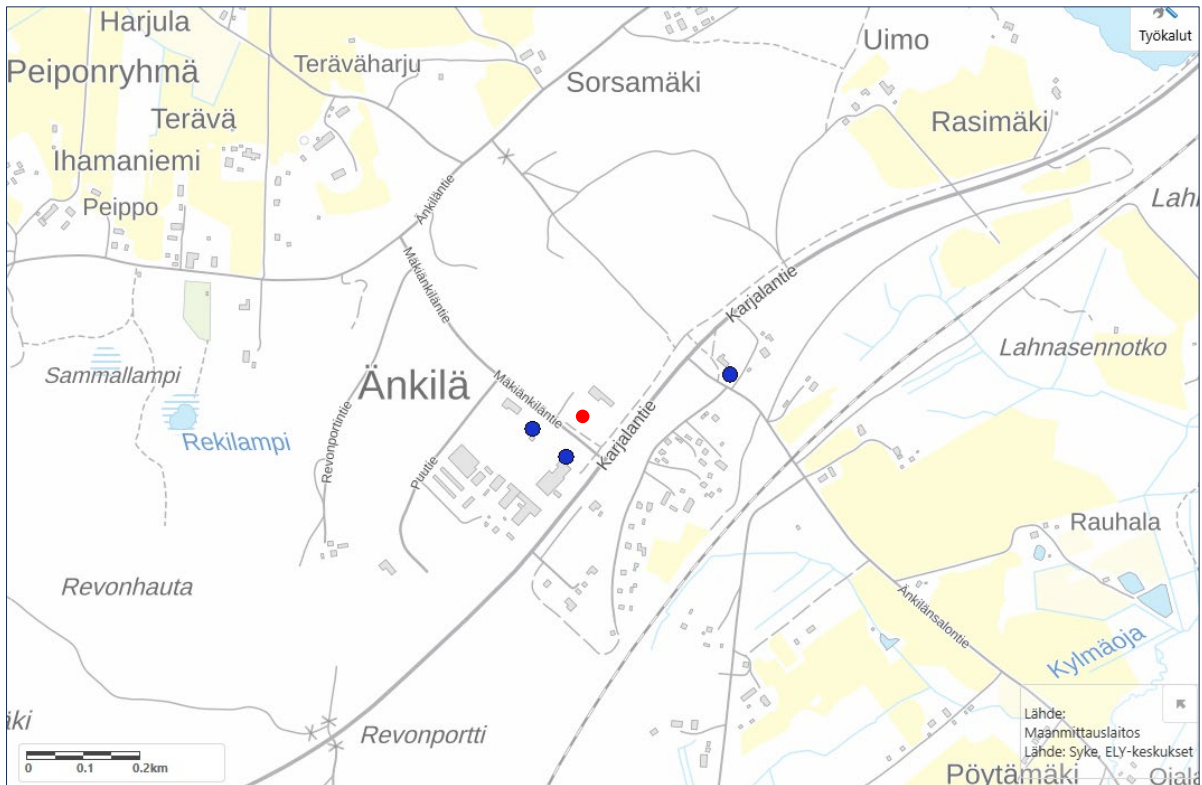 Harjula
Uimo
Työkalut
Peiponryhmä
Teräväharju
Sorsamäki
Terävä
Rasimäki
Ihamaniemi
Peippo
Änkiläntie
Mäkiänkiläntie
Karjalantie
Lahnasennotko
Sammallampi
Änkilä
Mäkiänkiläntie
Rekilampi
Revonportintie
Puutie
Karjalantie
Rauhala
Revonhauta
Änkilänsalontie
Kylmäoja
Revonportti
Lähde:
Maanmittauslaitos
Lähde: Syke, ELY-keskukset
0 0.1 0.2km
Pöytämäki